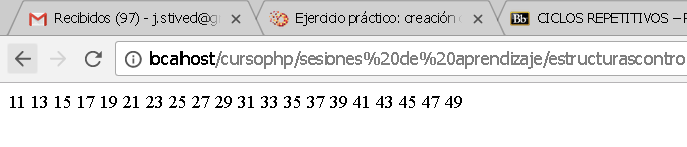 Recibidos (97) - j.stived@g
Ejercicio práctico: creación
Bb CICLOS REPETITIVOS –
bcahost/cursophp/sesiones%20de%20aprendizaje/estructurascontro
11 13 15 17 19 21 23 25 27 29 31 33 35 37 39 41 43 45 47 49